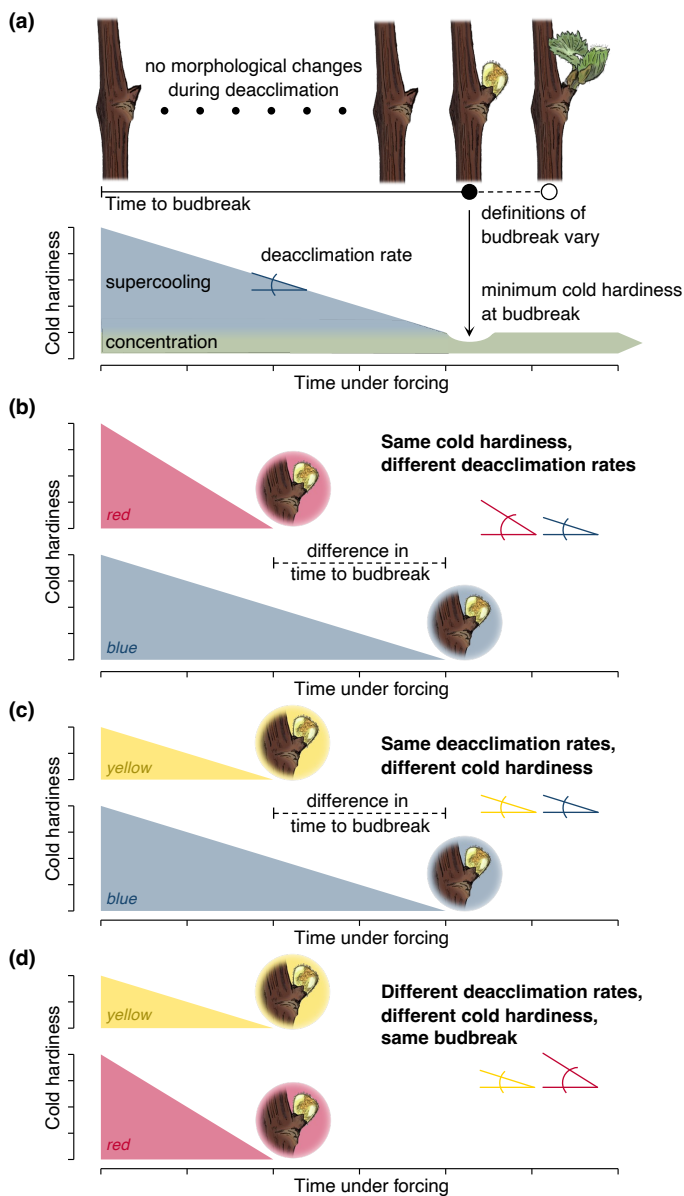 (a)
no morphological changes
during deacclimation
Time to budbreak
definitions of
budbreak vary
deacclimation rate
supercooling
minimum cold hardiness
at budbreak
concentration
Cold hardiness
Time under forcing
(b)
Same cold hardiness,
different deacclimation rates
red
difference in
time to budbreak
Cold hardiness
blue
Time under forcing
(c)
Same deacclimation rates,
different cold hardiness
yellow
difference in
time to budbreak
Cold hardiness
blue
Time under forcing
(d)
Different deacclimation rates,
different cold hardiness,
same budbreak
yellow
Cold hardiness
red
Time under forcing